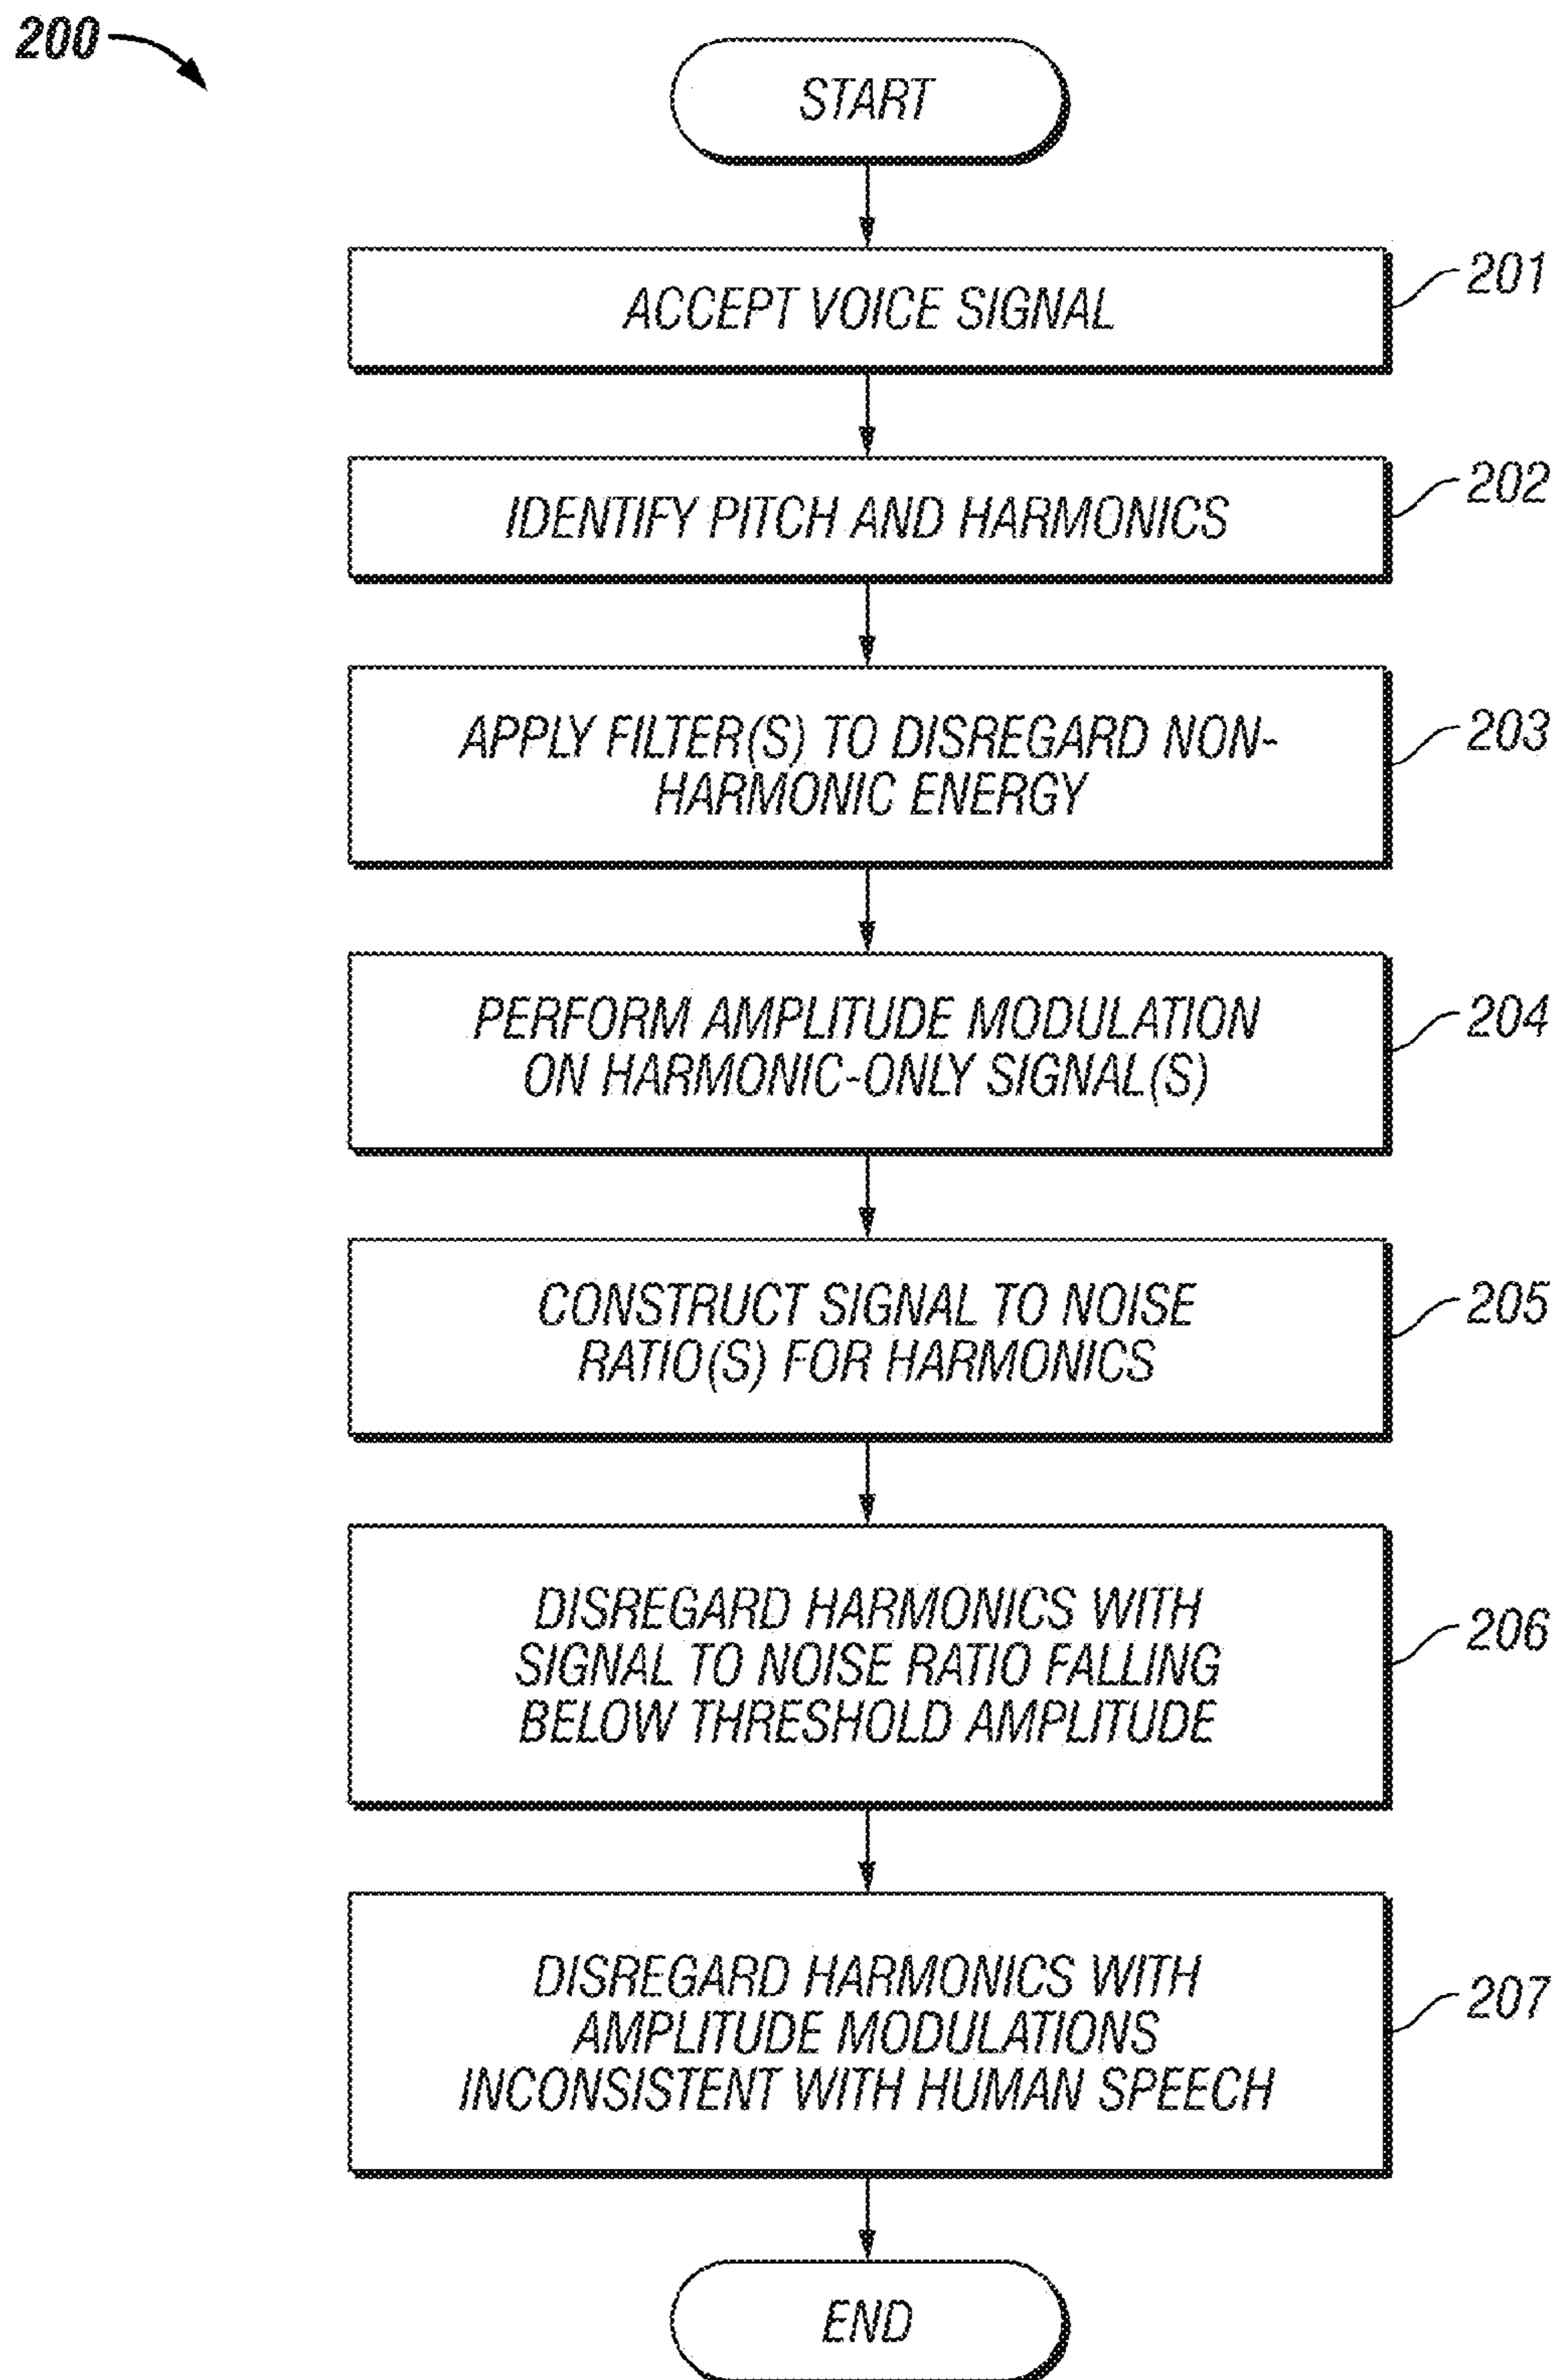 200
START
ACCEPT VOICE SIGNAL
201
IDENTIFY PITCH AND HARMONICS
202
APPLY FILTER(S) TO DISREGARD NON-
HARMONIC ENERGY
203
PERFORM AMPLITUDE MODULATION
ON HARMONIC-ONLY SIGNAL(S)
204
CONSTRUCT SIGNAL TO NOISE
RATIO(S) FOR HARMONICS
205
DISREGARD HARMONICS WITH
SIGNAL TO NOISE RATIO FALLING
BELOW THRESHOLD AMPLITUDE
206
DISREGARD HARMONICS WITH
AMPLITUDE MODULATIONS
INCONSISTENT WITH HUMAN SPEECH
207
END